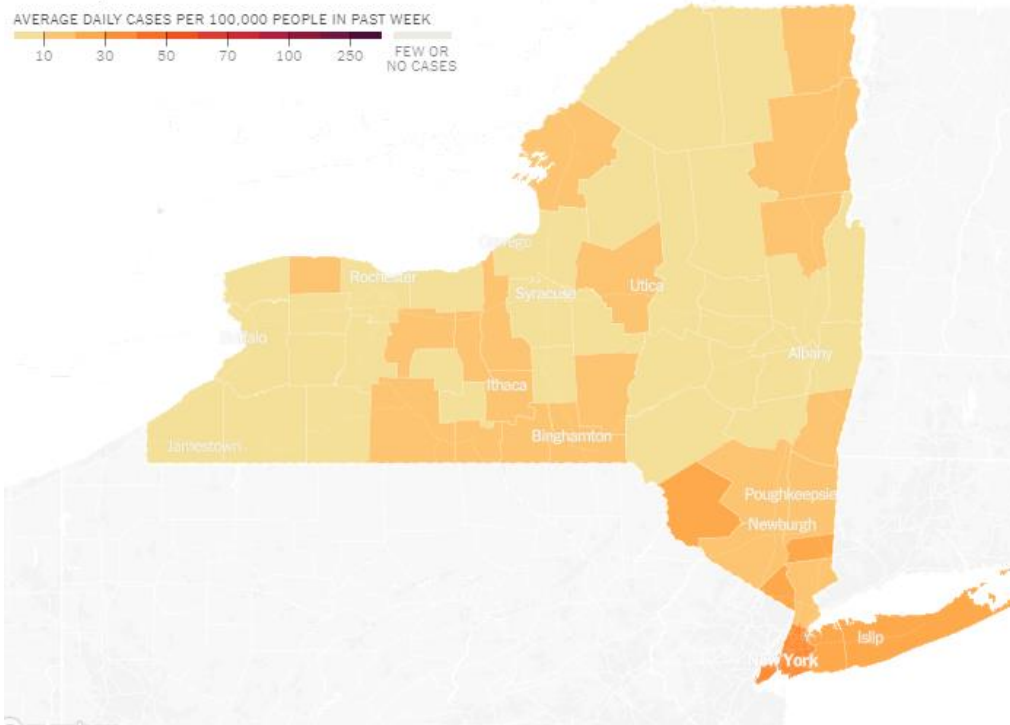 AVERAGE DAILY CASES PER 100,000 PEOPLE IN PAST WEEK
10 30 50 70 100 250 FEW OR
NO CASES
Oswego
Rochester
Utica
Syracuse
Buffalo
Albany
Ithaca
Binghamton
Jamestown
Poughkeepsie
Newburgh
Islip
New York